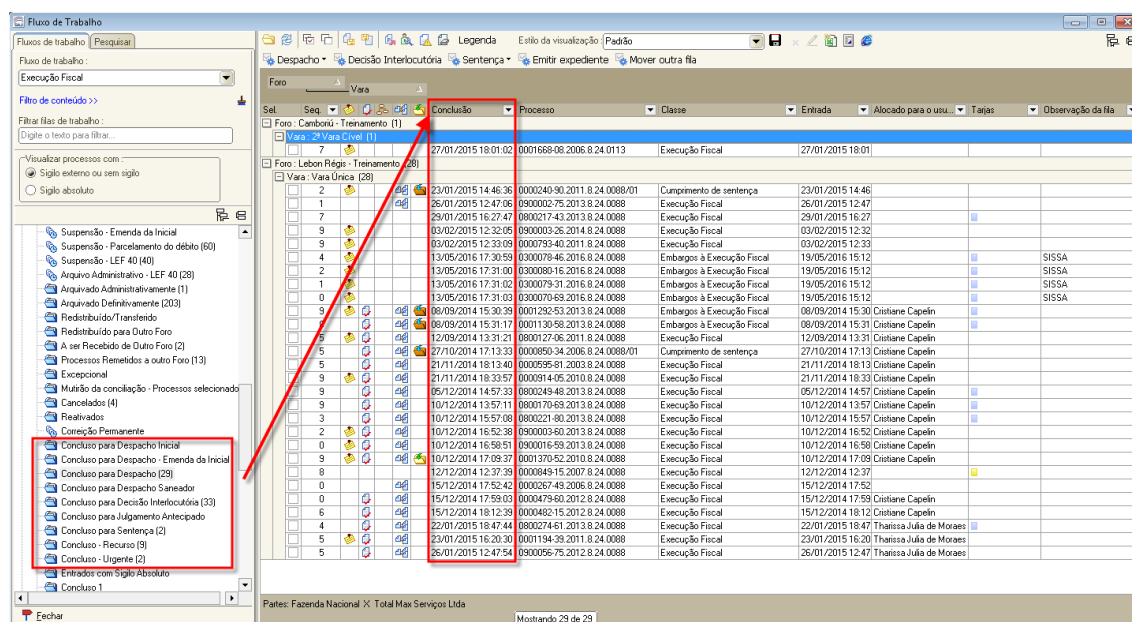 Fluxo de Trabalho
Fluxos de trabalho Pesquisar
Fluxo de trabalho :
Execução Fiscal
Filtro de conteúdo >>
Filtrar filas de trabalho :
Digite o texto para filtrar...
Visualizar processos com :
Sigilo externo ou sem sigilo
Sigilo absoluto
Suspensão - Emenda da Inicial
Suspensão - Parcelamento do débito (60)
Suspensão - LEF 40 (40)
Arquivo Administrativo - LEF 40 (28)
Arquivado Administrativamente (1)
Arquivado Definitivamente (203)
Redistribuído/Transferido
Redistribuído para Outro Foro
A ser Recebido de Outro Foro (2)
Processos Remetidos a outro Foro (13)
Excepcional
Mutirão da conciliação - Processos selecionado
Cancelados (4)
Reativados
Correição Permanente
Concluso para Despacho Inicial
Concluso para Despacho - Emenda da Inicial
Concluso para Despacho (29)
Concluso para Despacho Saneador
Concluso para Decisão Interlocutória (33)
Concluso para Julgamento Antecipado
Concluso para Sentença (2)
Concluso - Recurso (9)
Concluso - Urgente (2)
Entrados com Sigilo Absoluto
Concluso 1
Fechar
Legenda Estilo da visualização : Padrão
Despacho Decisão Interlocutória Sentença Emitir expediente Mover outra fila
Foro
Vara
Sel. Seq. Conclusão Processo Classe Entrada Alocado para o usu... Tarjas Observação da fila
Foro : Camboriú - Treinamento (1)
Vara : 2ª Vara Cível (1)
7 27/01/2015 18:01:02 0001668-08.2006.8.24.0113 Execução Fiscal 27/01/2015 18:01
Foro : Lebon Régis - Treinamento (28)
Vara : Vara Única (28)
2 23/01/2015 14:46:36 0000240-90.2011.8.24.0088/01 Cumprimento de sentença 23/01/2015 14:46
1 26/01/2015 12:47:06 0900002-75.2013.8.24.0088 Execução Fiscal 26/01/2015 12:47
7 29/01/2015 16:27:47 0800217-43.2013.8.24.0088 Execução Fiscal 29/01/2015 16:27
9 03/02/2015 12:32:05 0900003-26.2014.8.24.0088 Execução Fiscal 03/02/2015 12:32
9 03/02/2015 12:33:09 0000793-40.2011.8.24.0088 Execução Fiscal 03/02/2015 12:33
4 13/05/2016 17:30:59 0300078-46.2016.8.24.0088 Embargos à Execução Fiscal 19/05/2016 15:12 SISSA
2 13/05/2016 17:31:00 0300080-16.2016.8.24.0088 Embargos à Execução Fiscal 19/05/2016 15:12 SISSA
1 13/05/2016 17:31:02 0300079-31.2016.8.24.0088 Embargos à Execução Fiscal 19/05/2016 15:12 SISSA
0 13/05/2016 17:31:03 0300070-69.2016.8.24.0088 Embargos à Execução Fiscal 19/05/2016 15:12 SISSA
9 08/09/2014 15:30:39 0001292-53.2013.8.24.0088 Embargos à Execução Fiscal 08/09/2014 15:30 Cristiane Capelin
08/09/2014 15:31:17 0001130-58.2013.8.24.0088 Embargos à Execução Fiscal 08/09/2014 15:31 Cristiane Capelin
5 12/09/2014 13:31:21 0800127-06.2011.8.24.0088 Execução Fiscal 12/09/2014 13:31 Cristiane Capelin
5 27/10/2014 17:13:33 0000850-34.2006.8.24.0088/01 Cumprimento de sentença 27/10/2014 17:13 Cristiane Capelin
5 21/11/2014 18:13:40 0000595-81.2003.8.24.0088 Execução Fiscal 21/11/2014 18:13 Cristiane Capelin
9 21/11/2014 18:33:57 0000914-05.2010.8.24.0088 Execução Fiscal 21/11/2014 18:33 Cristiane Capelin
9 05/12/2014 14:57:33 0800249-48.2013.8.24.0088 Execução Fiscal 05/12/2014 14:57 Cristiane Capelin
9 10/12/2014 13:57:11 0800170-69.2013.8.24.0088 Execução Fiscal 10/12/2014 13:57 Cristiane Capelin
3 10/12/2014 15:57:08 0800221-80.2013.8.24.0088 Execução Fiscal 10/12/2014 15:57 Cristiane Capelin
2 10/12/2014 16:52:38 0900003-60.2013.8.24.0088 Execução Fiscal 10/12/2014 16:52 Cristiane Capelin
0 10/12/2014 16:58:51 0900016-59.2013.8.24.0088 Execução Fiscal 10/12/2014 16:58 Cristiane Capelin
9 10/12/2014 17:09:37 0001370-52.2010.8.24.0088 Execução Fiscal 10/12/2014 17:09 Cristiane Capelin
8 12/12/2014 12:37:39 0000849-15.2007.8.24.0088 Execução Fiscal 12/12/2014 12:37
0 15/12/2014 17:52:42 0000267-49.2006.8.24.0088 Execução Fiscal 15/12/2014 17:52
0 15/12/2014 17:59:03 0000479-60.2012.8.24.0088 Execução Fiscal 15/12/2014 17:59 Cristiane Capelin
6 15/12/2014 18:12:39 0000482-15.2012.8.24.0088 Execução Fiscal 15/12/2014 18:12 Cristiane Capelin
4 22/01/2015 18:47:44 0800274-61.2013.8.24.0088 Execução Fiscal 22/01/2015 18:47 Tharissa Julia de Moraes
5 23/01/2015 16:20:30 0001194-39.2011.8.24.0088 Execução Fiscal 23/01/2015 16:20 Tharissa Julia de Moraes
5 26/01/2015 12:47:54 0900056-75.2012.8.24.0088 Execução Fiscal 26/01/2015 12:47 Tharissa Julia de Moraes
Partes: Fazenda Nacional X Total Max Serviços Ltda
Mostrando 29 de 29